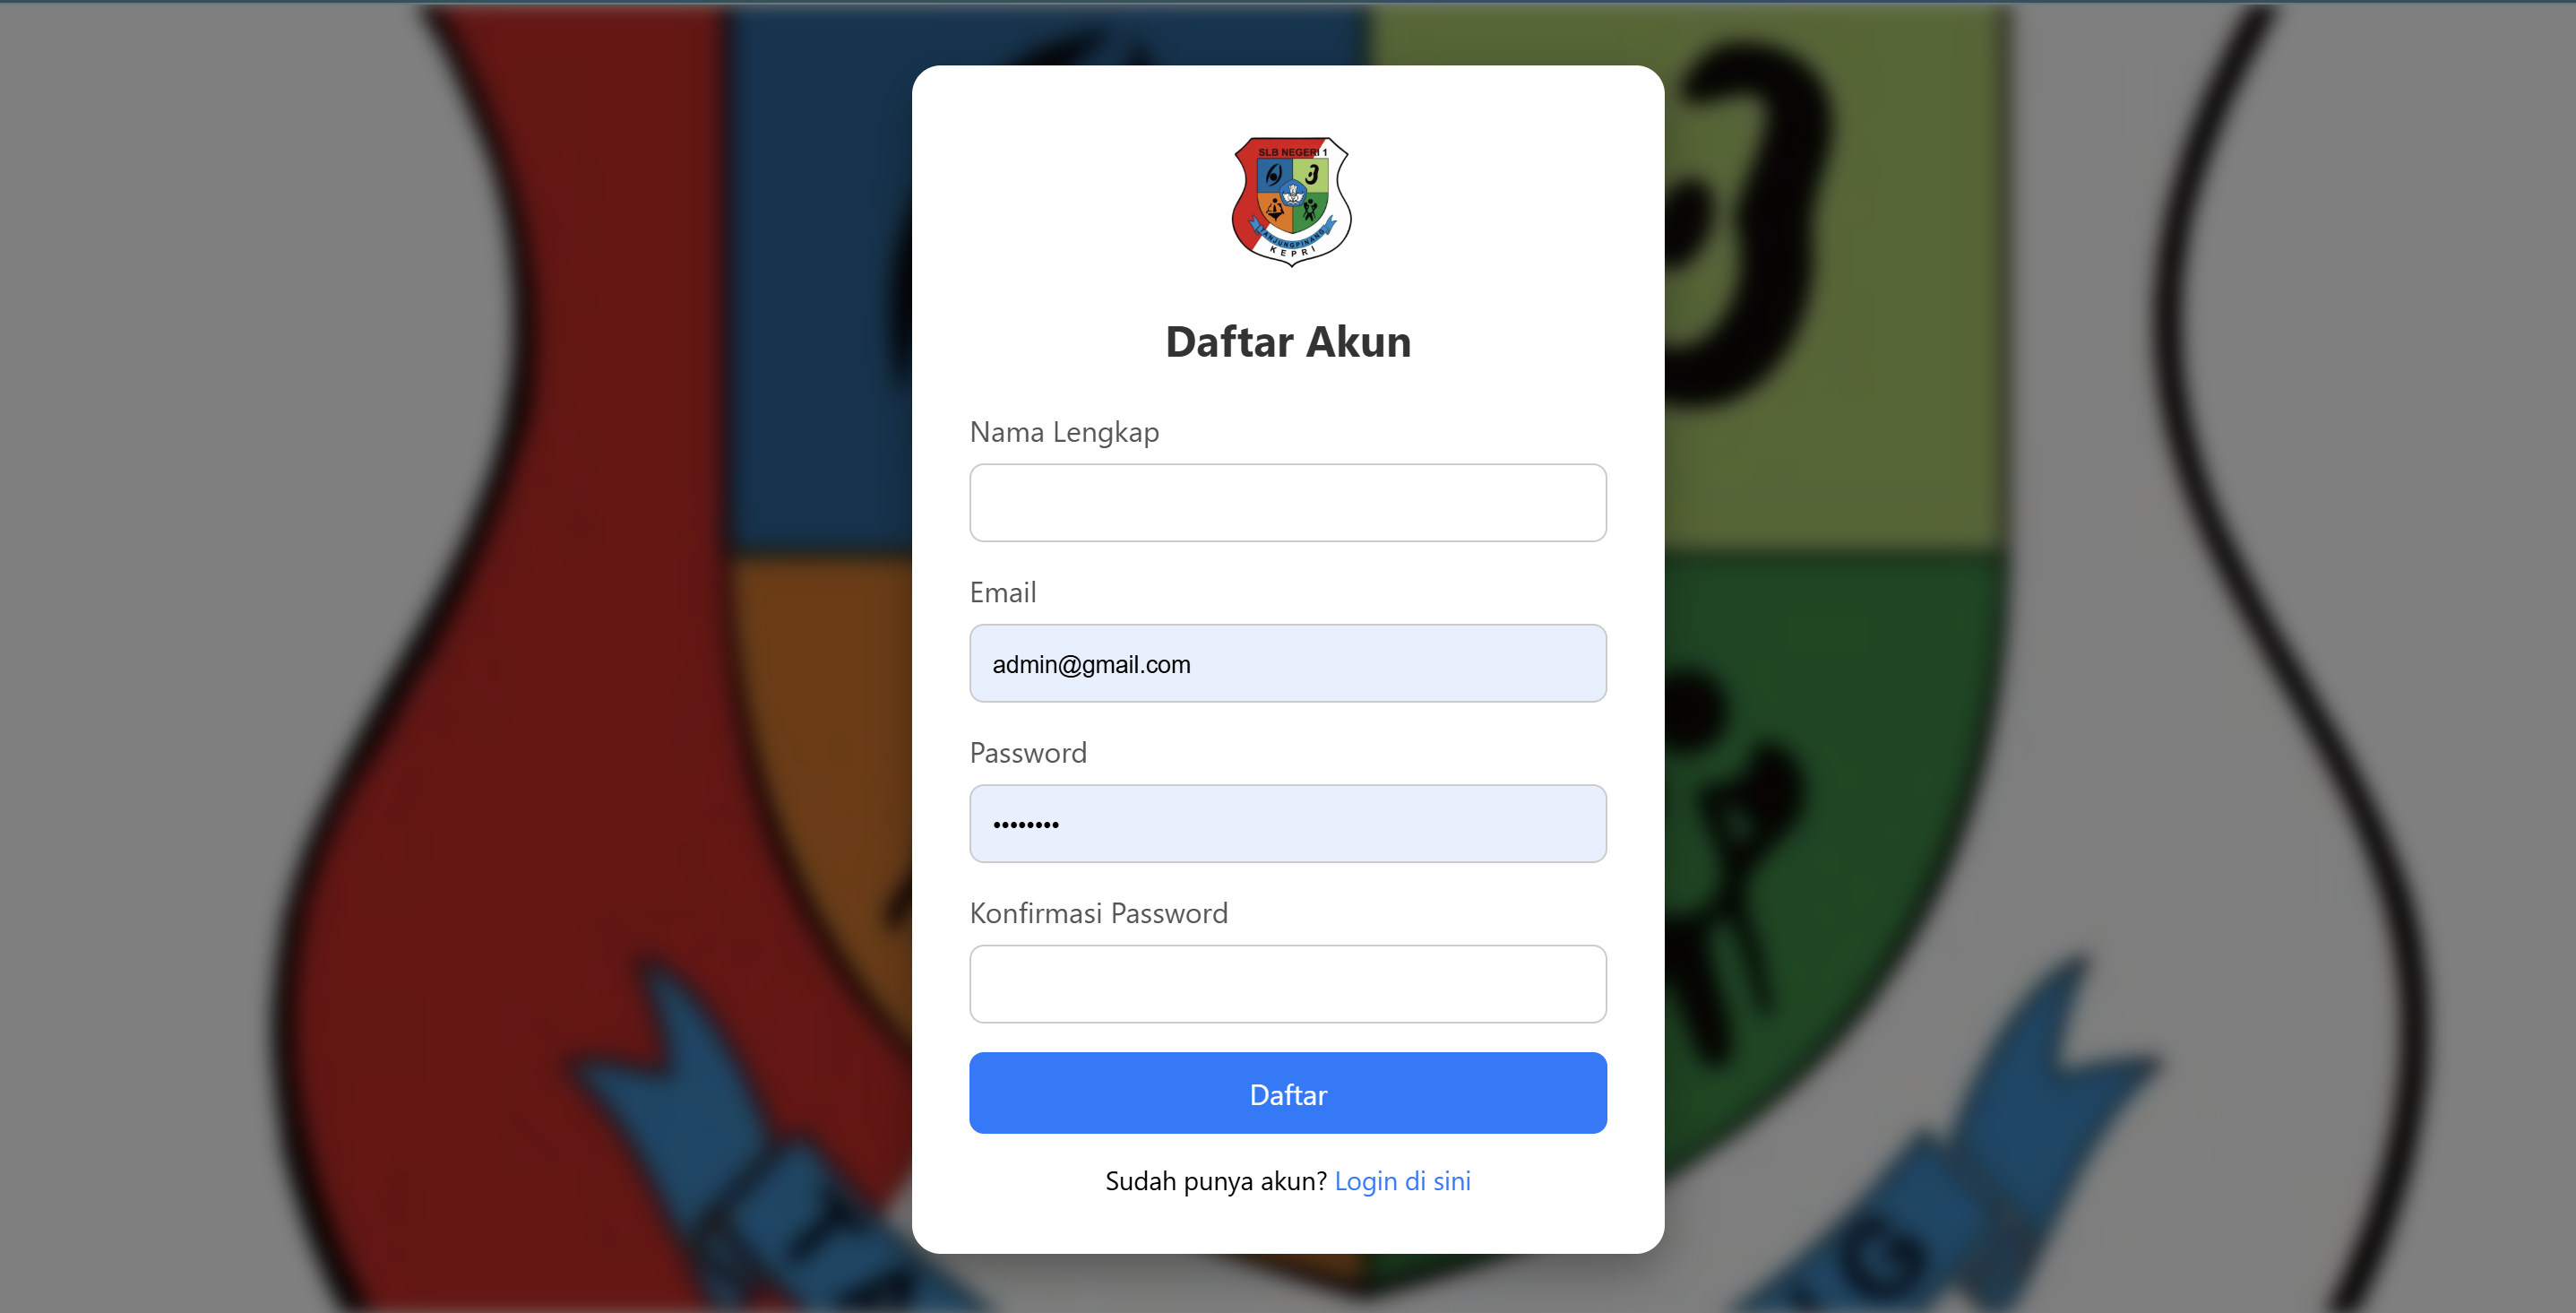 SLB NEGERI 1
TANJUNGPINANG
KEPRI
Daftar Akun
Nama Lengkap
Email
admin@gmail.com
Password
••••••••
Konfirmasi Password
Daftar
Sudah punya akun? Login di sini
G